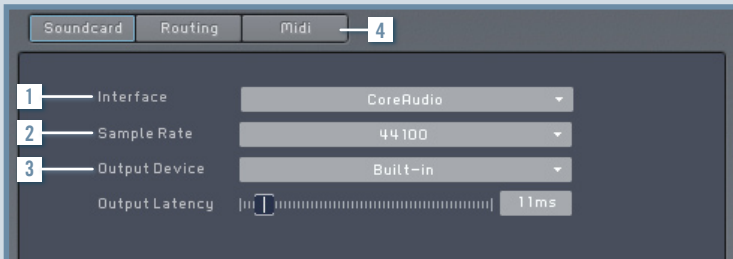 Soundcard Routing Midi 4
1 Interface CoreAudio
2 Sample Rate 44100
3 Output Device Built-in
Output Latency 11ms